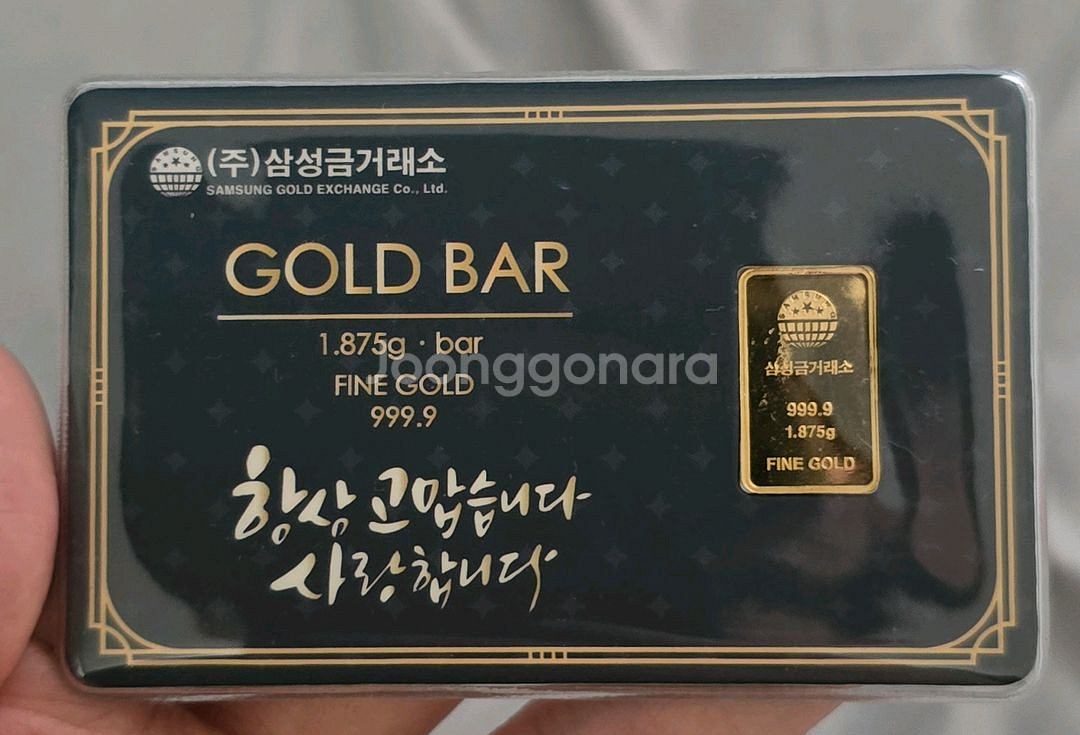 SAMSUNG
(주)삼성금거래소
SAMSUNG GOLD EXCHANGE Co., Ltd.
GOLD BAR
1.875g · bar
FINE GOLD
999.9
항상 고맙습니다
사랑합니다
SAMSUNG
삼성금거래소
999.9
1.875g
FINE GOLD
Joonggonara